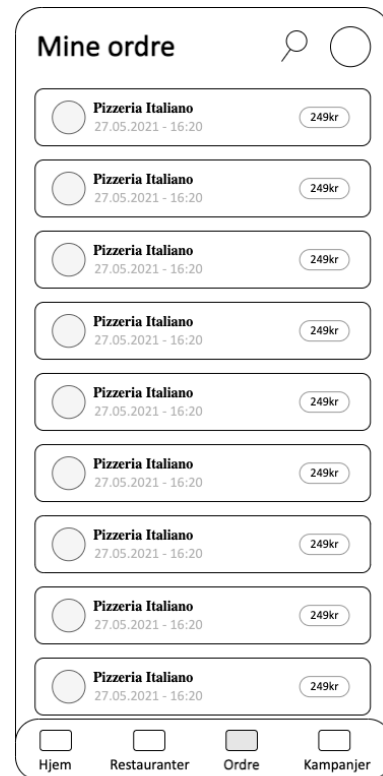 Mine ordre
Pizzeria Italiano
27.05.2021 - 16:20
249kr
Pizzeria Italiano
27.05.2021 - 16:20
249kr
Pizzeria Italiano
27.05.2021 - 16:20
249kr
Pizzeria Italiano
27.05.2021 - 16:20
249kr
Pizzeria Italiano
27.05.2021 - 16:20
249kr
Pizzeria Italiano
27.05.2021 - 16:20
249kr
Pizzeria Italiano
27.05.2021 - 16:20
249kr
Pizzeria Italiano
27.05.2021 - 16:20
249kr
Pizzeria Italiano
27.05.2021 - 16:20
249kr
Hjem Restauranter Ordre Kampanjer